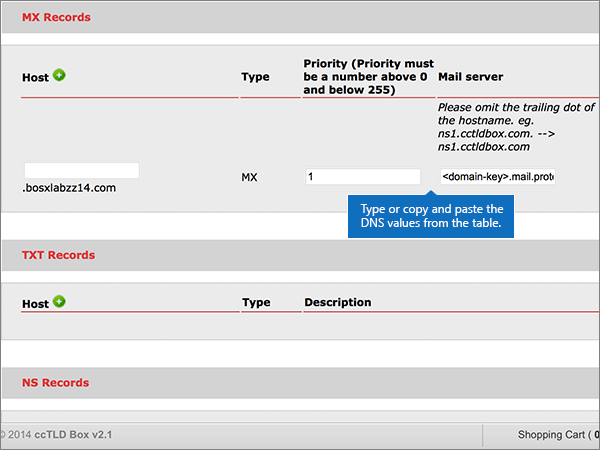 MX Records
Host Type Priority (Priority must be a number above 0 and below 255) Mail server
Please omit the trailing dot of
the hostname. eg.
ns1.cctldbox.com. -->
ns1.cctldbox.com
.bosxlabzz14.com MX 1 <domain-key>.mail.prot
Type or copy and paste the
DNS values from the table.
TXT Records
Host Type Description
NS Records
© 2014 ccTLD Box v2.1 Shopping Cart ( 0